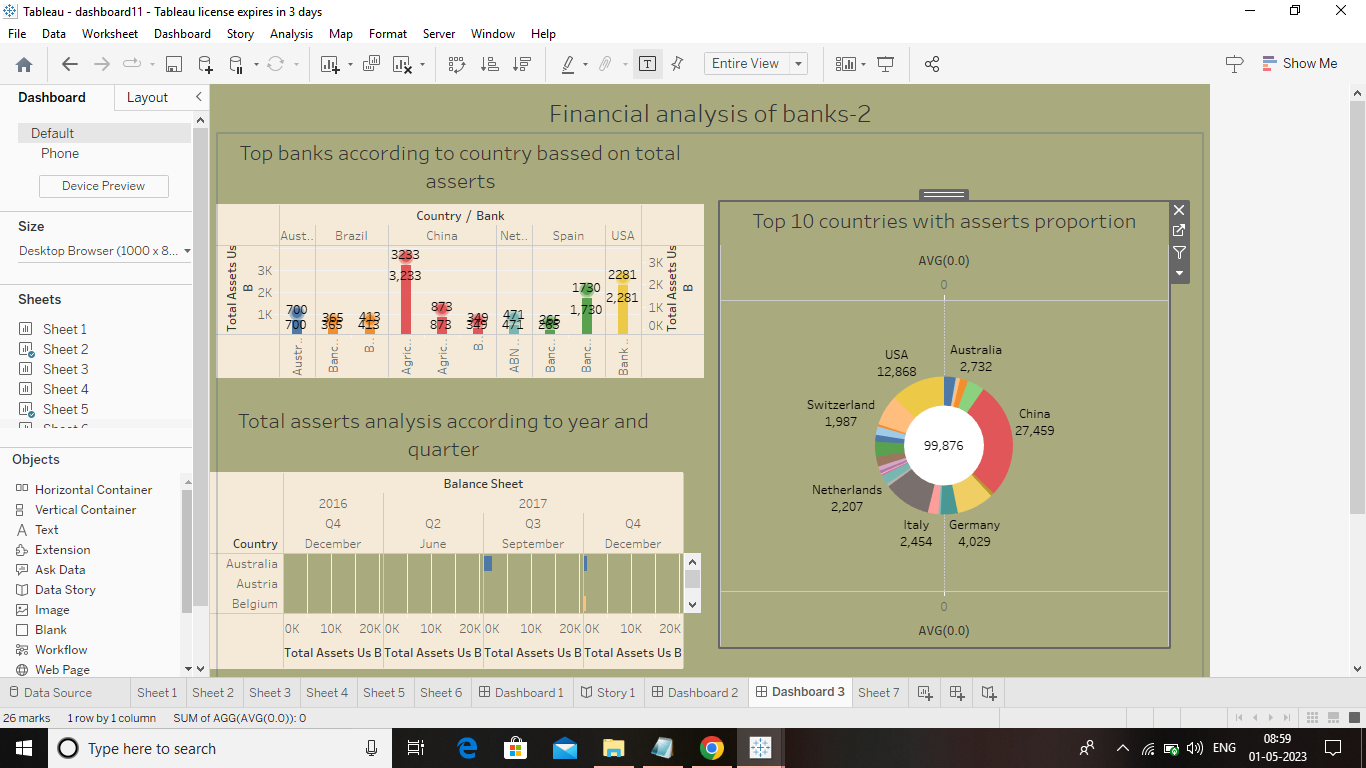 Tableau - dashboard11 - Tableau license expires in 3 days
File Data Worksheet Dashboard Story Analysis Map Format Server Window Help
Entire View
Show Me
Dashboard Layout
Default
Phone
Device Preview
Size
Desktop Browser (1000 x 8...
Sheets
Sheet 1
Sheet 2
Sheet 3
Sheet 4
Sheet 5
Objects
Horizontal Container
Vertical Container
Text
Extension
Ask Data
Data Story
Image
Blank
Workflow
Web Page
Financial analysis of banks-2
Top banks according to country bassed on total
asserts
Country / Bank
Aust.. Brazil China Net.. Spain USA
Total Assets Us
B
3K
2K
1K
700 365 413 3233 873 349 471 265 1730 2281
700 365 413 3,233 873 349 471 265 1,730 2,281
3K
2K
1K
0K
Total Assets Us
B
Austr.. Banc.. B.. Agric.. Agric.. B.. ABN.. Banc.. Banc.. Bank ..
Total asserts analysis according to year and
quarter
Balance Sheet
2016 2017
Q4 Q2 Q3 Q4
Country December June September December
Australia
Austria
Belgium
0K 10K 20K 0K 10K 20K 0K 10K 20K 0K 10K 20K
Total Assets Us B Total Assets Us B Total Assets Us B Total Assets Us B
Top 10 countries with asserts proportion
AVG(0.0)
0
USA
12,868
Australia
2,732
Switzerland
1,987
China
27,459
99,876
Netherlands
2,207
Italy
2,454
Germany
4,029
0
AVG(0.0)
Data Source Sheet 1 Sheet 2 Sheet 3 Sheet 4 Sheet 5 Sheet 6 Dashboard 1 Story 1 Dashboard 2 Dashboard 3 Sheet 7
26 marks 1 row by 1 column SUM of AGG(AVG(0.0)): 0
Type here to search
ENG
08:59
01-05-2023